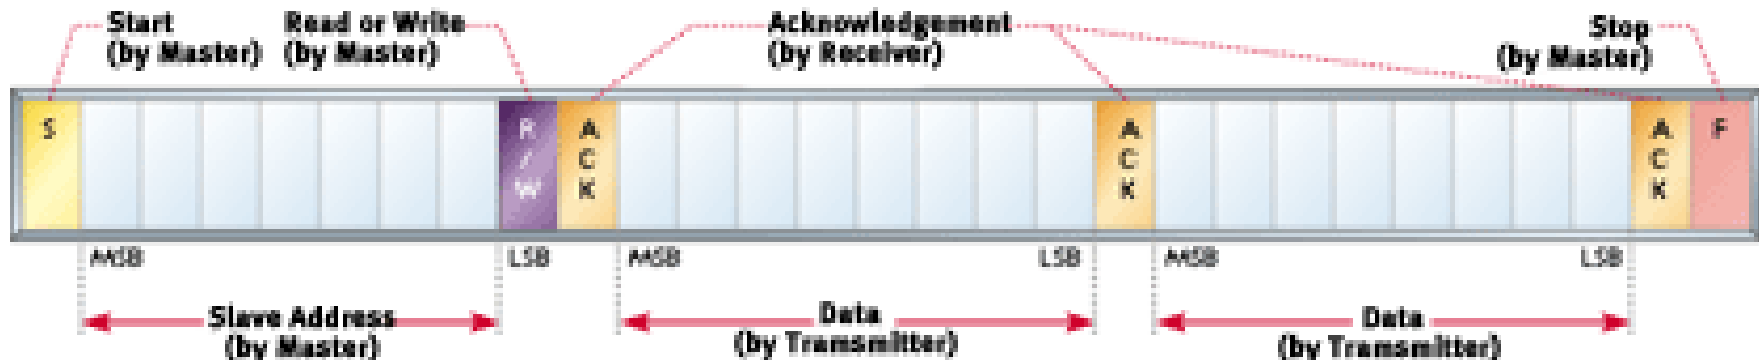 Start
(by Master)
Read or Write
(by Master)
Acknowledgement
(by Receiver)
Stop
(by Master)
S
R
/
W
A
C
K
A
C
K
A
C
K
F
MSB
LSB
MSB
LSB
MSB
LSB
Slave Address
(by Master)
Data
(by Transmitter)
Data
(by Transmitter)